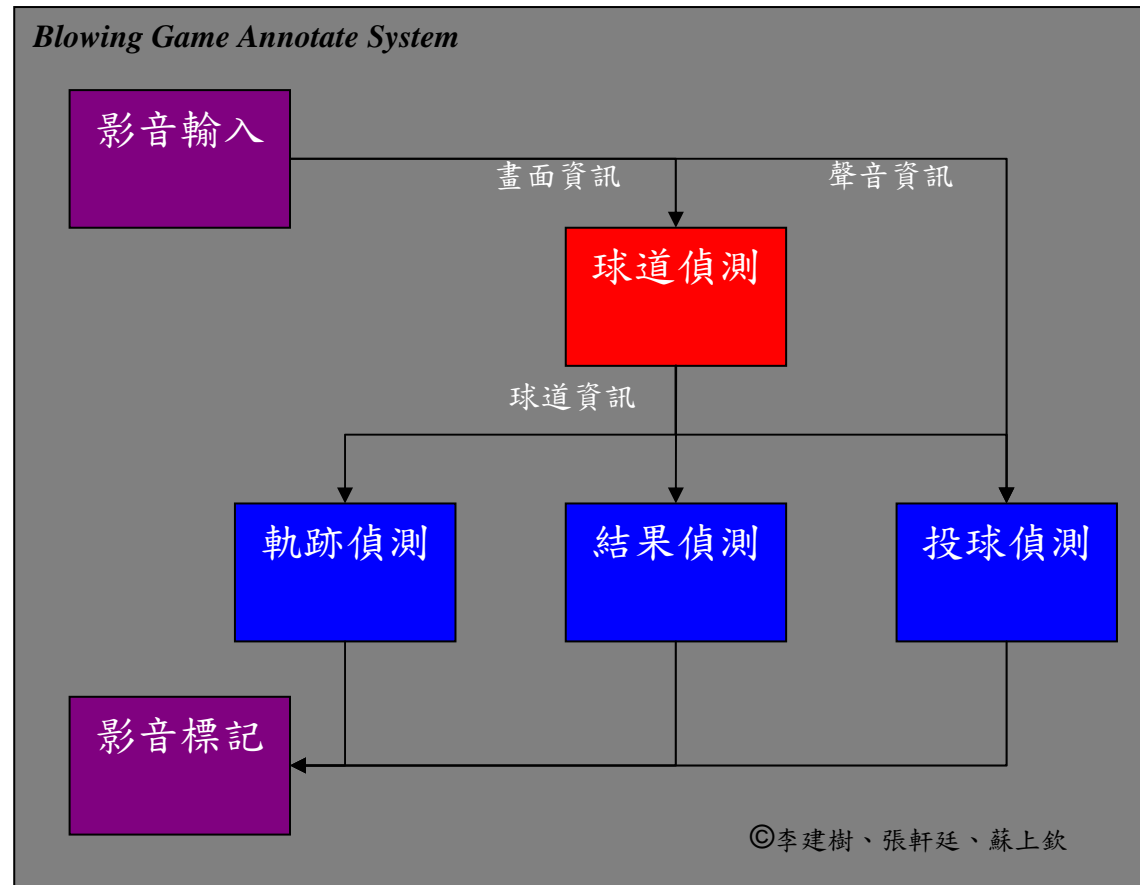 Blowing Game Annotate System
影音輸入
畫面資訊
聲音資訊
球道偵測
球道資訊
軌跡偵測
結果偵測
投球偵測
影音標記
©李建樹、張軒廷、蘇上欽